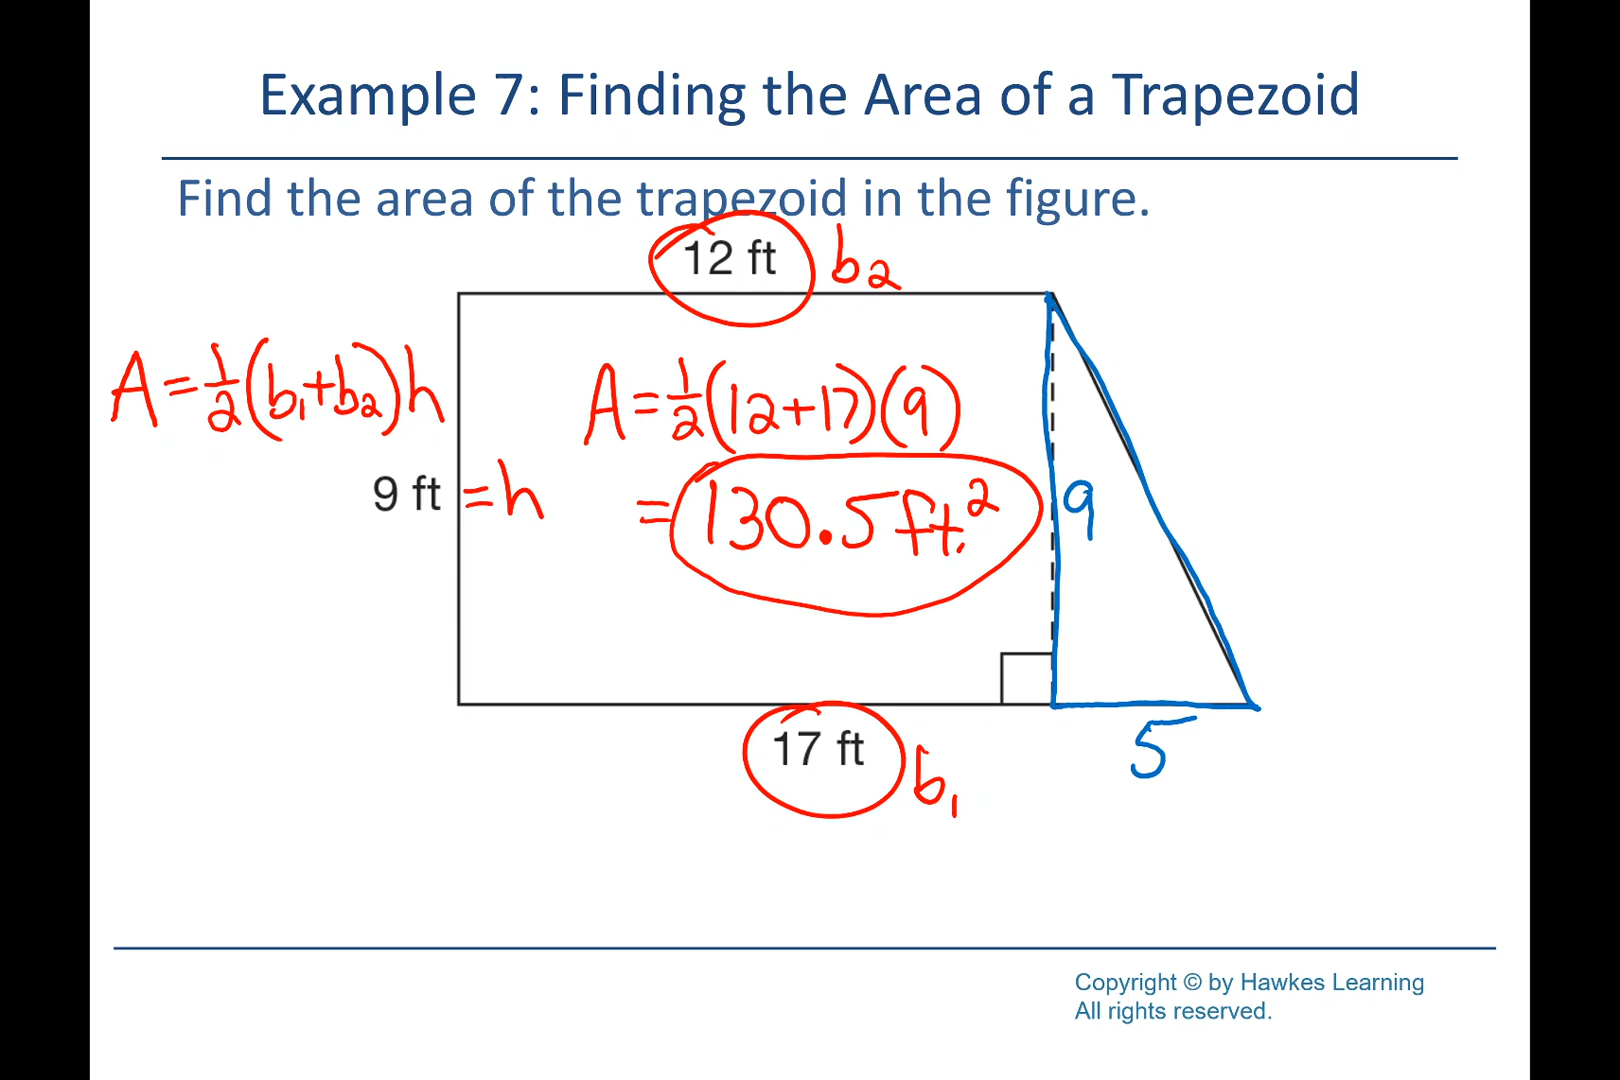 Example 7: Finding the Area of a Trapezoid
Find the area of the trapezoid in the figure.
12 ft b₂
A = ½(b₁+b₂)h
A = ½(12+17)(9)
9 ft = h
= 130.5 ft.²
9
17 ft b₁
5
Copyright © by Hawkes Learning
All rights reserved.